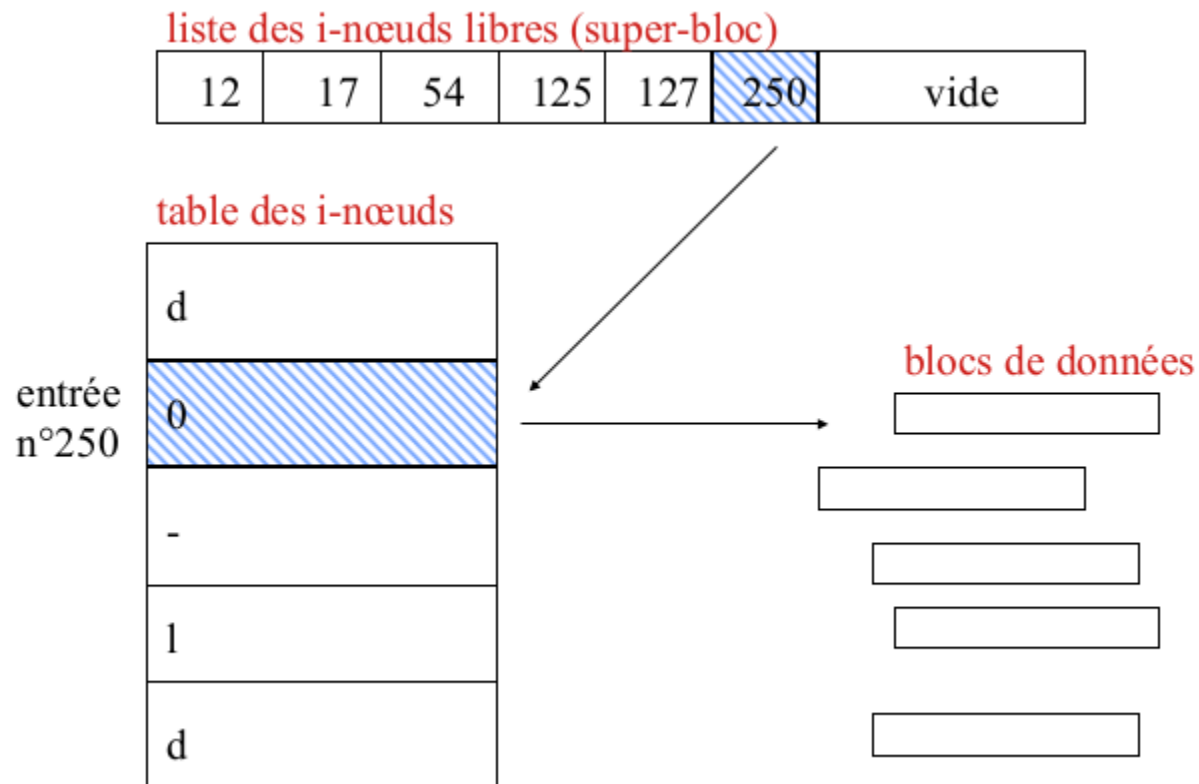 liste des i-nœuds libres (super-bloc)
12 17 54 125 127 250 vide
table des i-nœuds
d
blocs de données
entrée
n°250
0
-
l
d